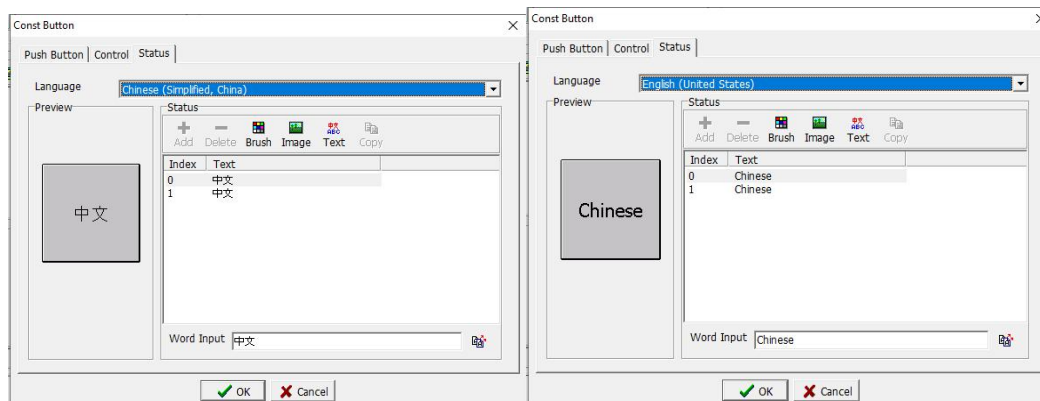 Const Button
Push Button Control Status
Language Chinese (Simplified, China)
Preview
Status
Add Delete Brush Image Text Copy
中文
Index Text
0 中文
1 中文
Word Input 中文
OK Cancel
Const Button
Push Button Control Status
Language English (United States)
Preview
Status
Add Delete Brush Image Text Copy
Chinese
Index Text
0 Chinese
1 Chinese
Word Input Chinese
OK Cancel